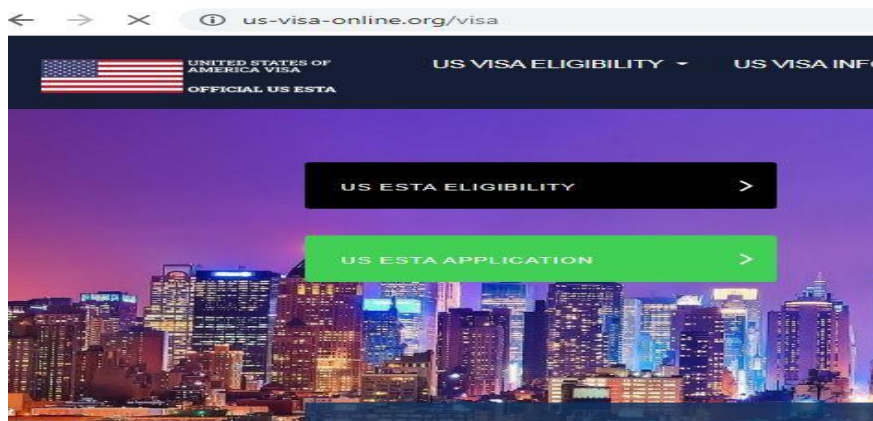 us-visa-online.org/visa
UNITED STATES OF
AMERICA VISA
OFFICIAL US ESTA
US VISA ELIGIBILITY
US VISA INF
US ESTA ELIGIBILITY
US ESTA APPLICATION